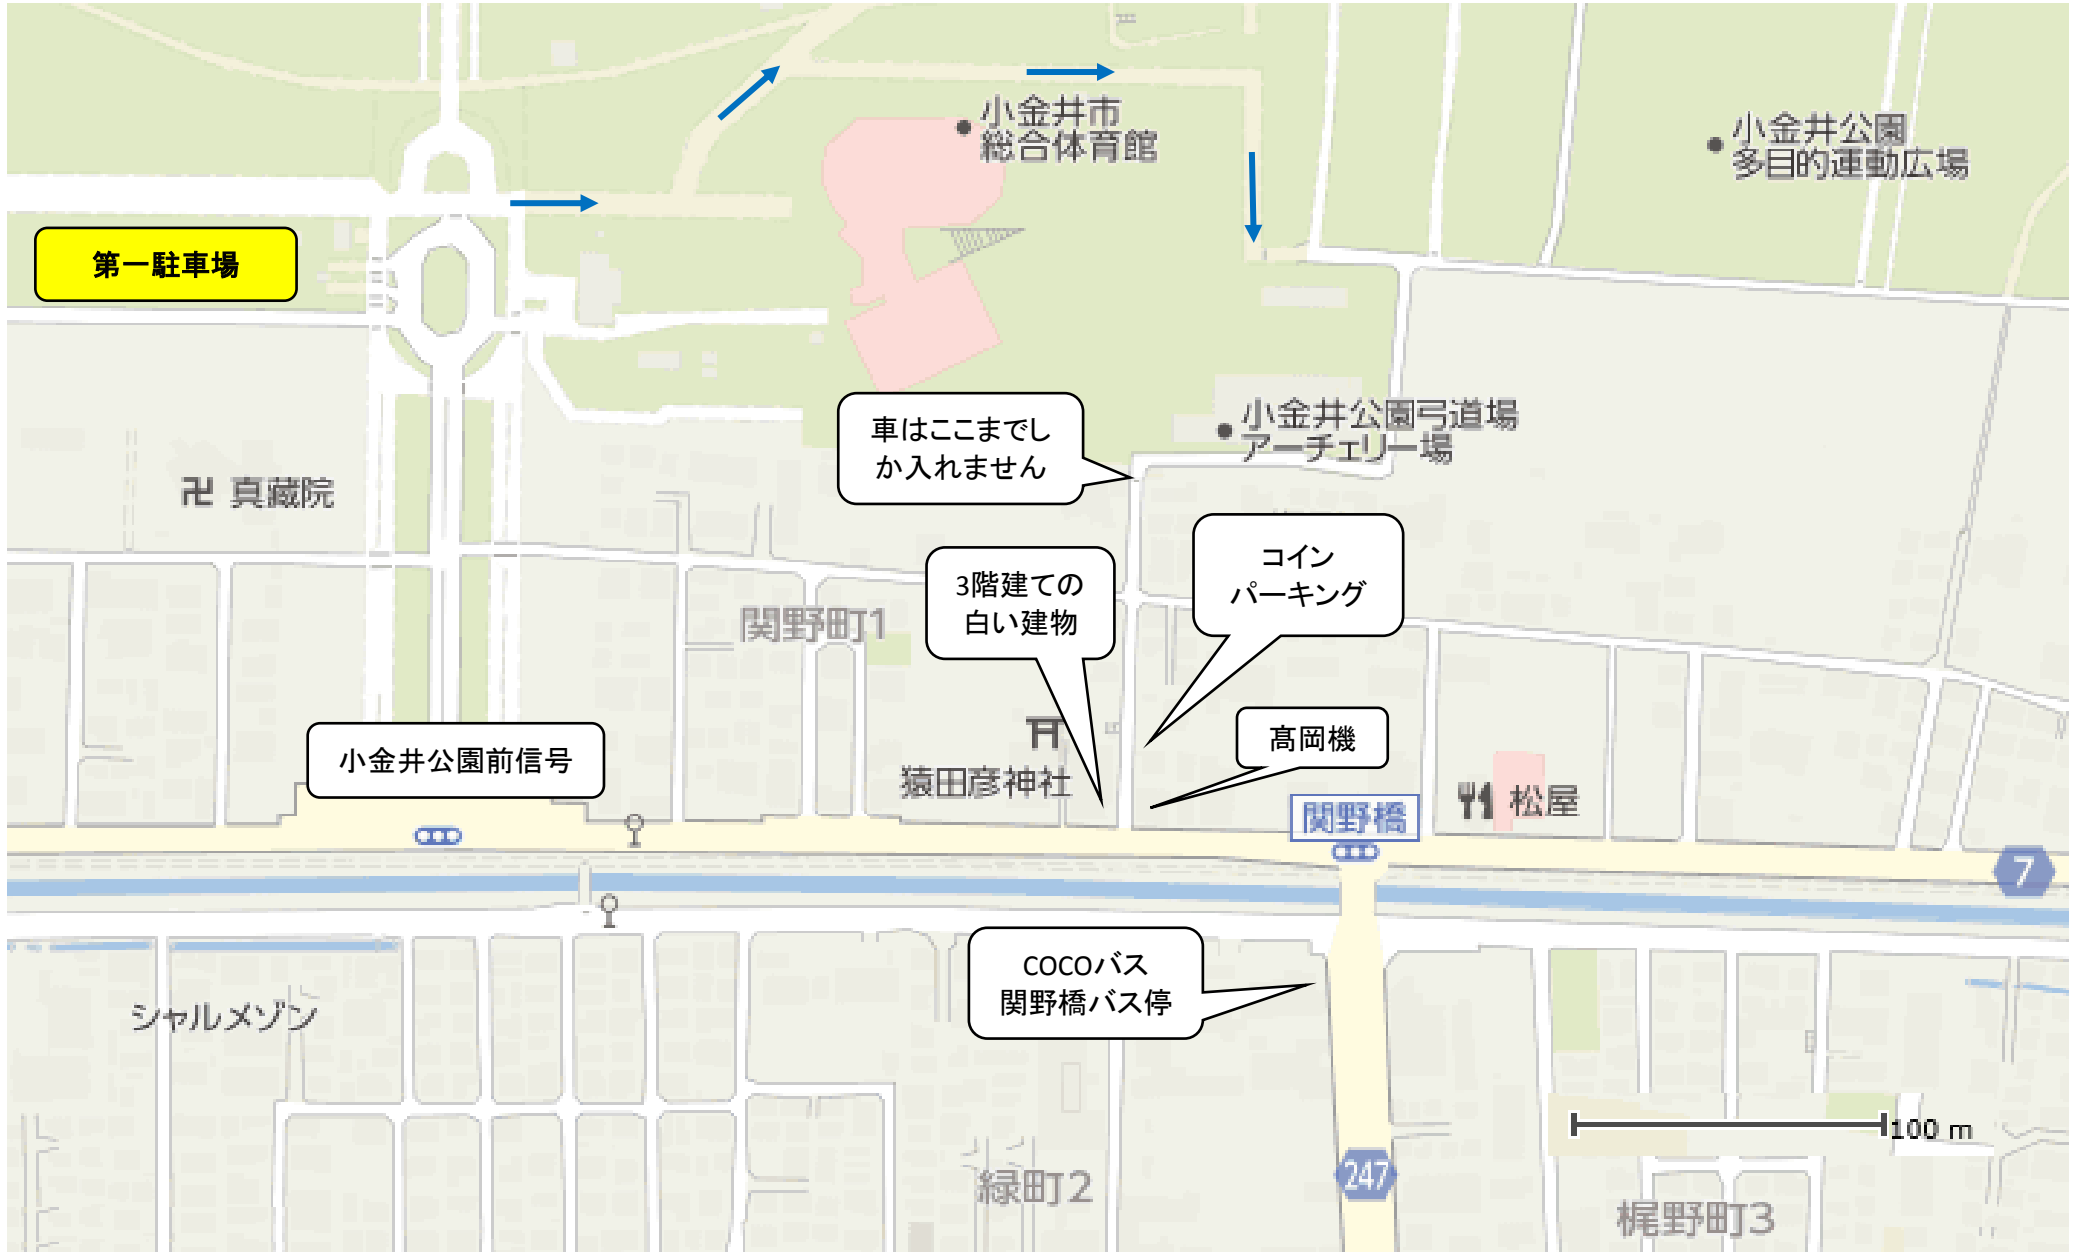 小金井市
総合体育館
小金井公園
多目的運動広場
第一駐車場
車はここまでし
か入れません
小金井公園弓道場
アーチェリー場
卍 真蔵院
コイン
パーキング
3階建ての
白い建物
関野町1
髙岡機
小金井公園前信号
猿田彦神社
関野橋
松屋
7
COCOバス
関野橋バス停
シャルメゾン
100 m
247
緑町2
梶野町3